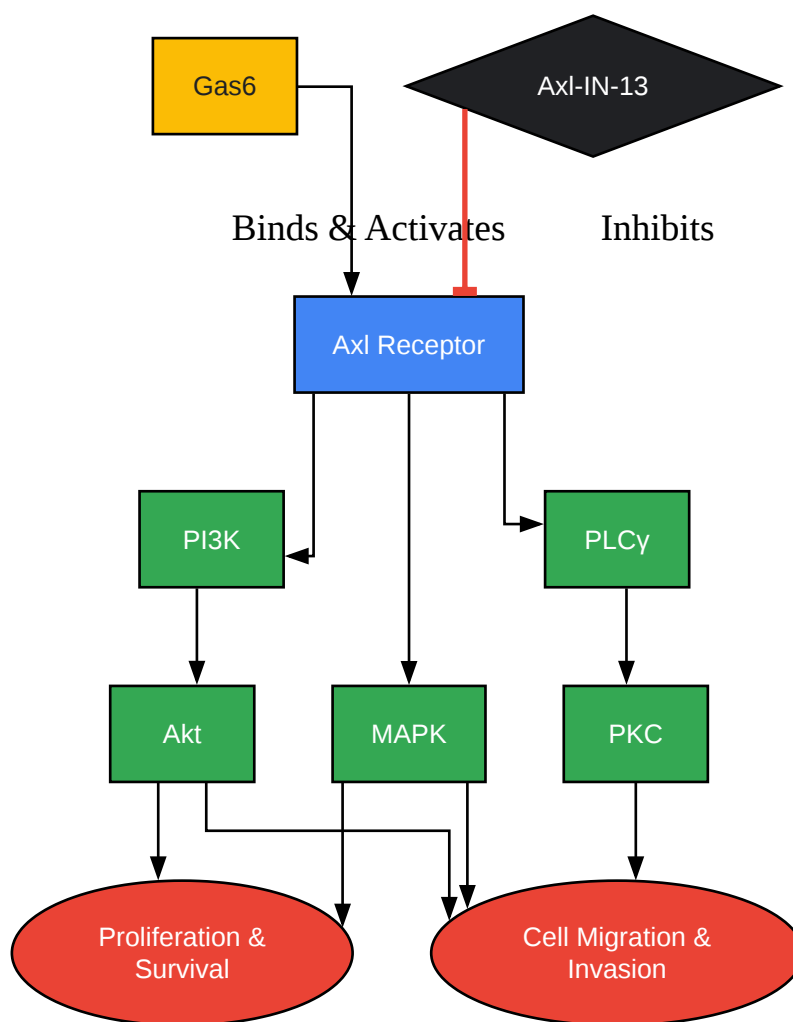 Gas6
Axl-IN-13
Binds & Activates
Inhibits
Axl Receptor
PI3K
PLCγ
Akt
MAPK
PKC
Proliferation &
Survival
Cell Migration &
Invasion